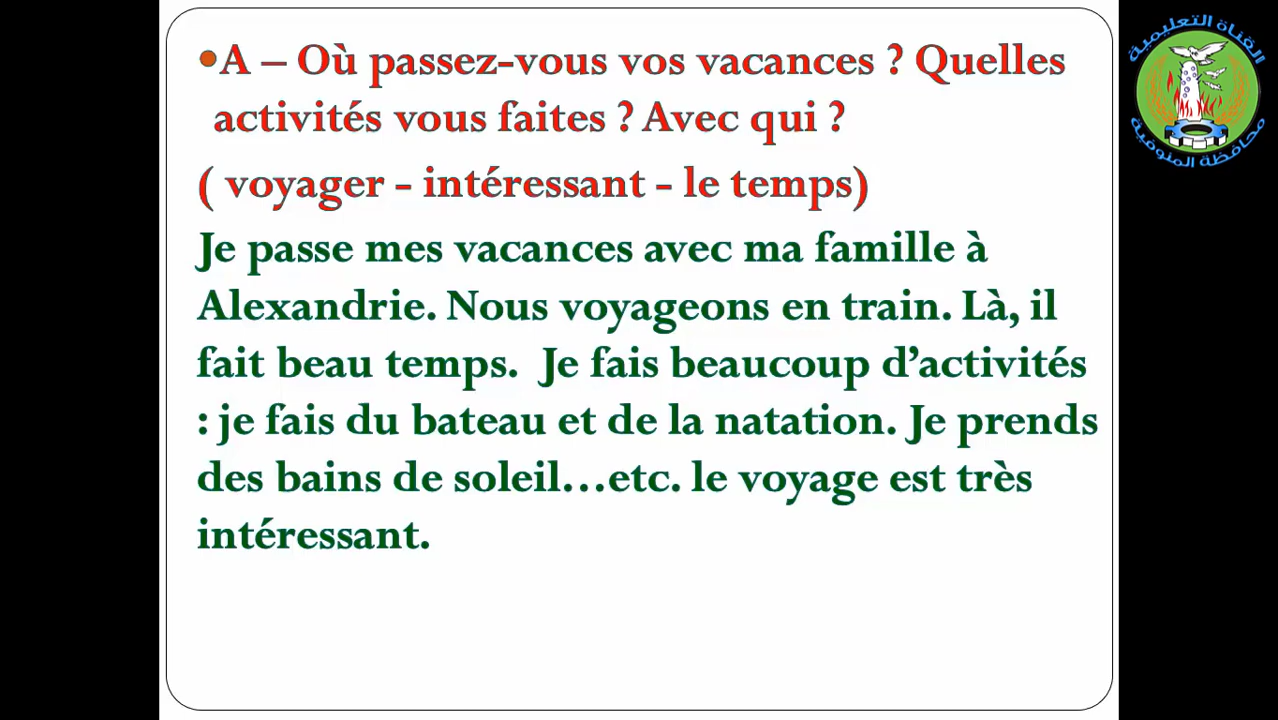 •A – Où passez-vous vos vacances ? Quelles
activités vous faites ? Avec qui ?
( voyager - intéressant - le temps)
Je passe mes vacances avec ma famille à
Alexandrie. Nous voyageons en train. Là, il
fait beau temps.  Je fais beaucoup d’activités
: je fais du bateau et de la natation. Je prends
des bains de soleil…etc. le voyage est très
intéressant.
القناة التعليمية
محافظة المنوفية